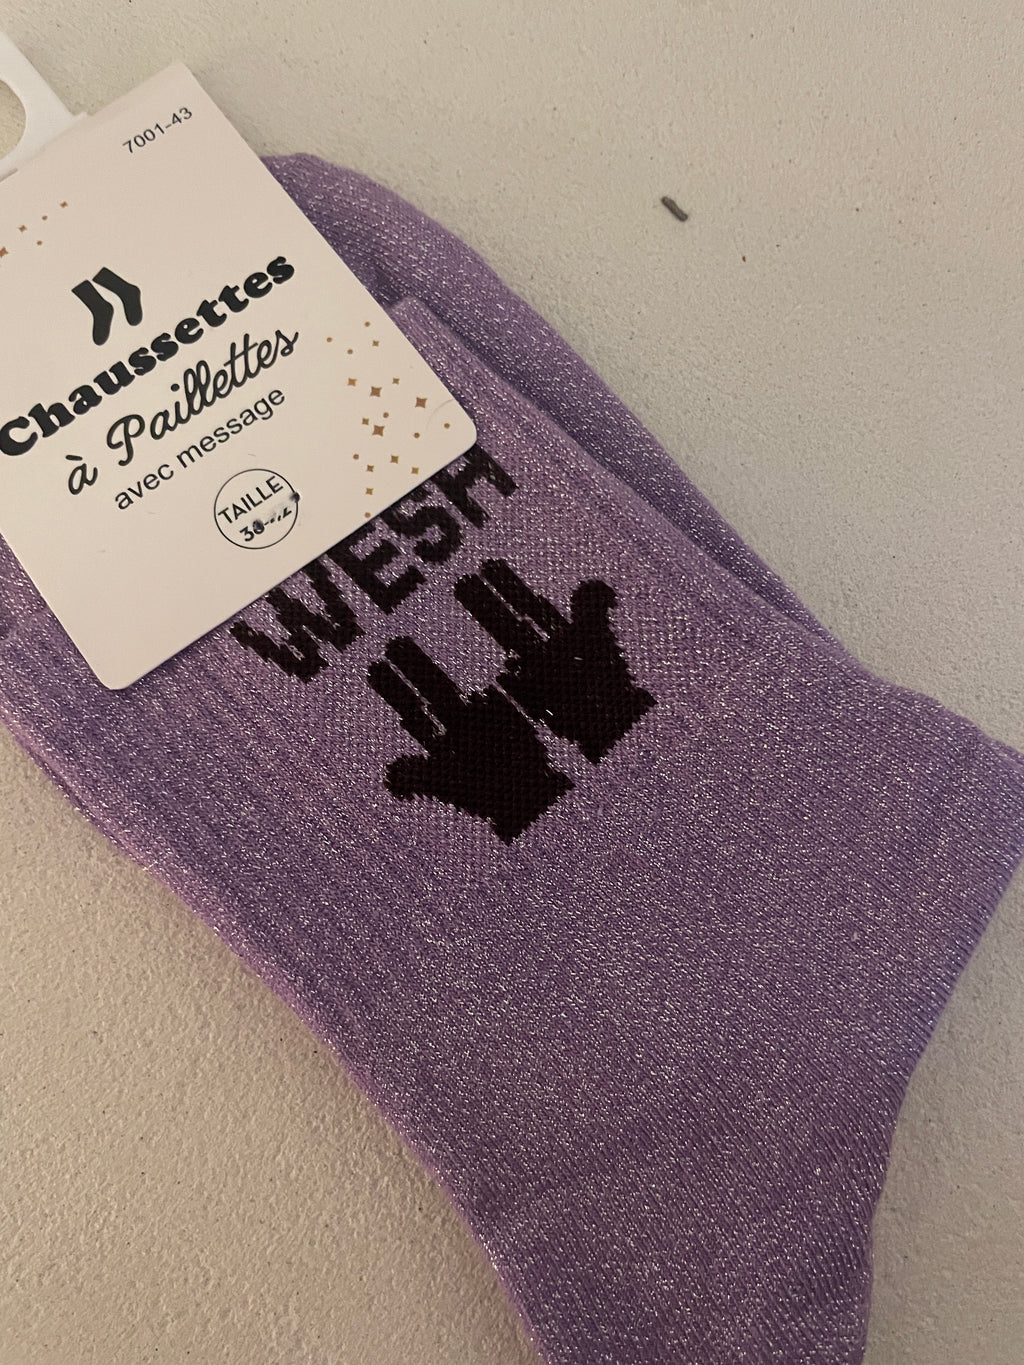 7001-43
Chaussettes
à Paillettes
avec message
TAILLE
WESH